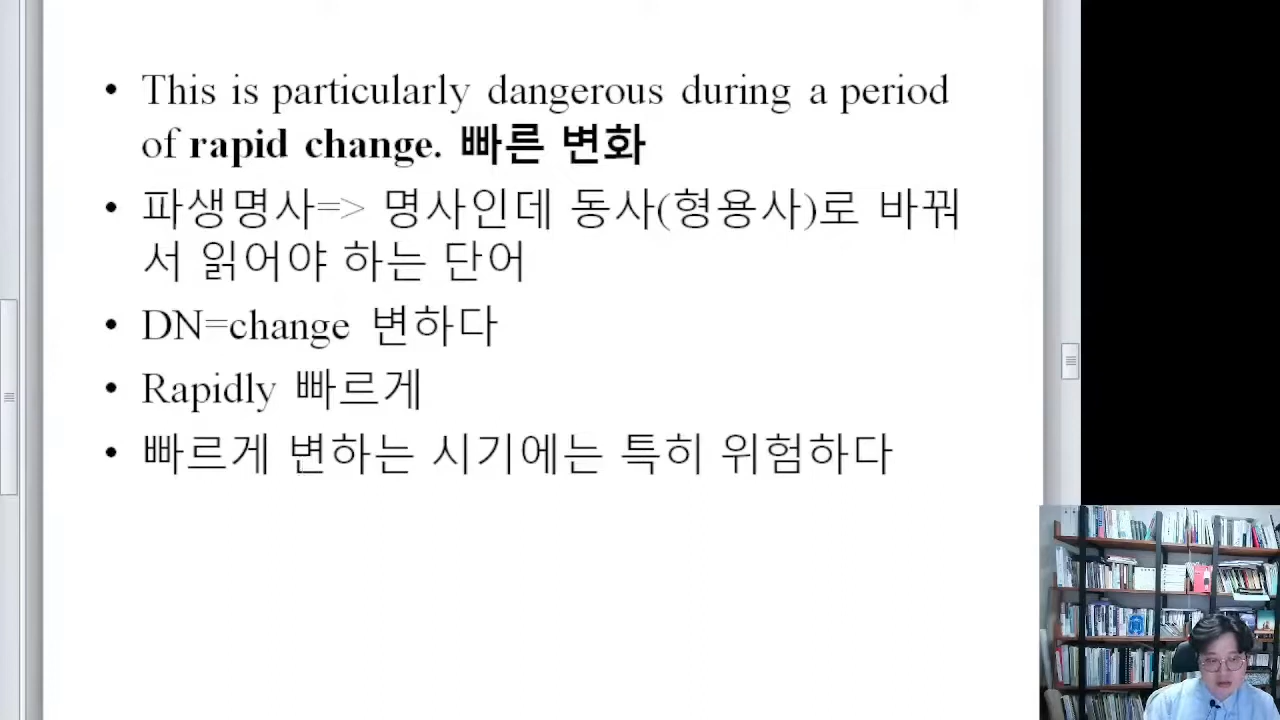 • This is particularly dangerous during a period
of rapid change. 빠른 변화
• 파생명사=> 명사인데 동사(형용사)로 바꿔
서 읽어야 하는 단어
• DN=change 변하다
• Rapidly 빠르게
• 빠르게 변하는 시기에는 특히 위험하다